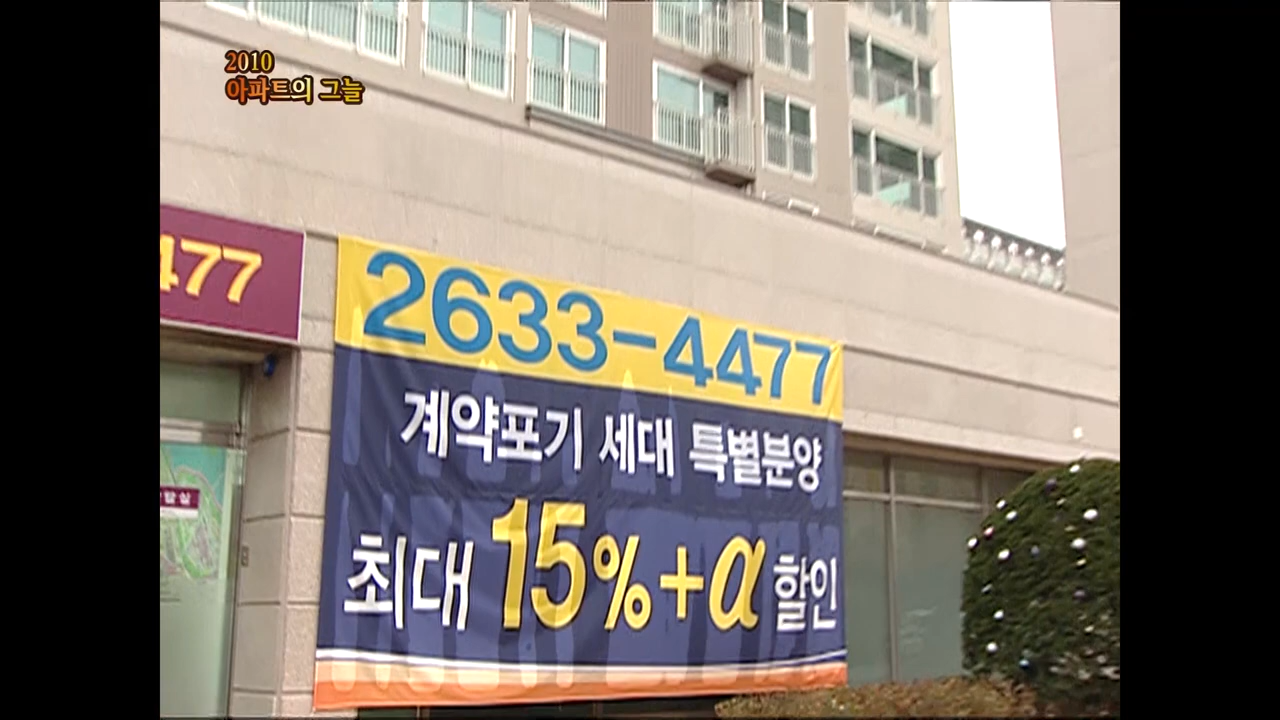 2010
아파트의 그늘
477
2633-4477
계약포기 세대 특별분양
최대 15%+α 할인